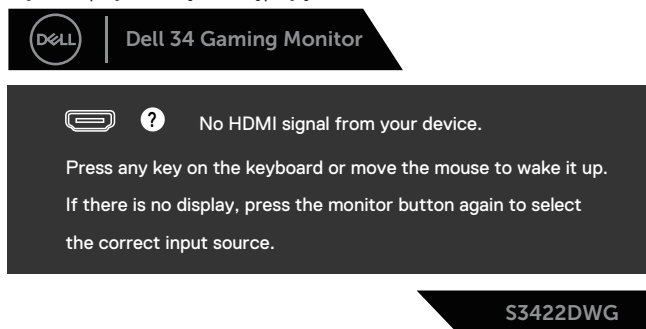 DELL
Dell 34 Gaming Monitor
? No HDMI signal from your device.
Press any key on the keyboard or move the mouse to wake it up.
If there is no display, press the monitor button again to select
the correct input source.
S3422DWG